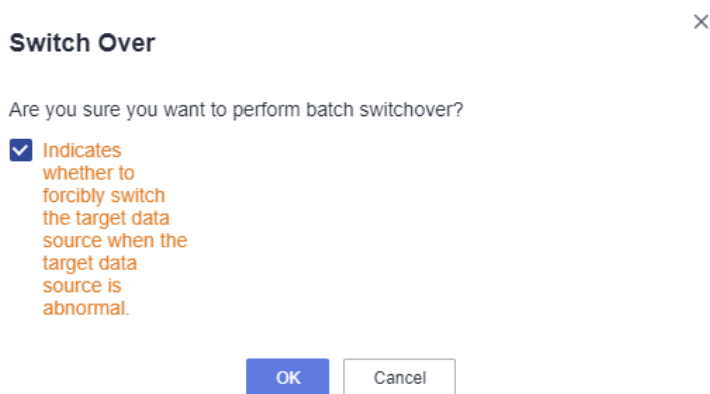 Switch Over
Are you sure you want to perform batch switchover?
Indicates
whether to
forcibly switch
the target data
source when the
target data
source is
abnormal.
OK
Cancel